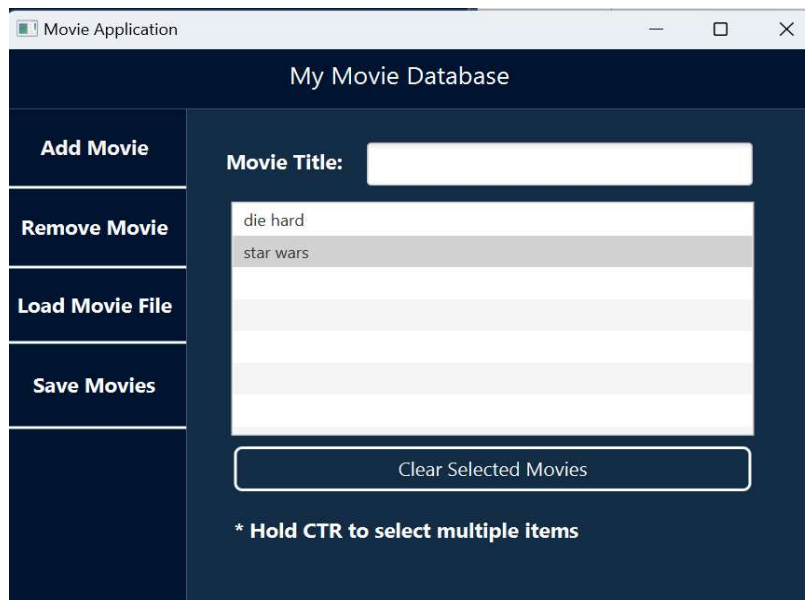 Movie Application
My Movie Database
Add Movie
Remove Movie
Load Movie File
Save Movies
Movie Title:
die hard
star wars
Clear Selected Movies
* Hold CTR to select multiple items